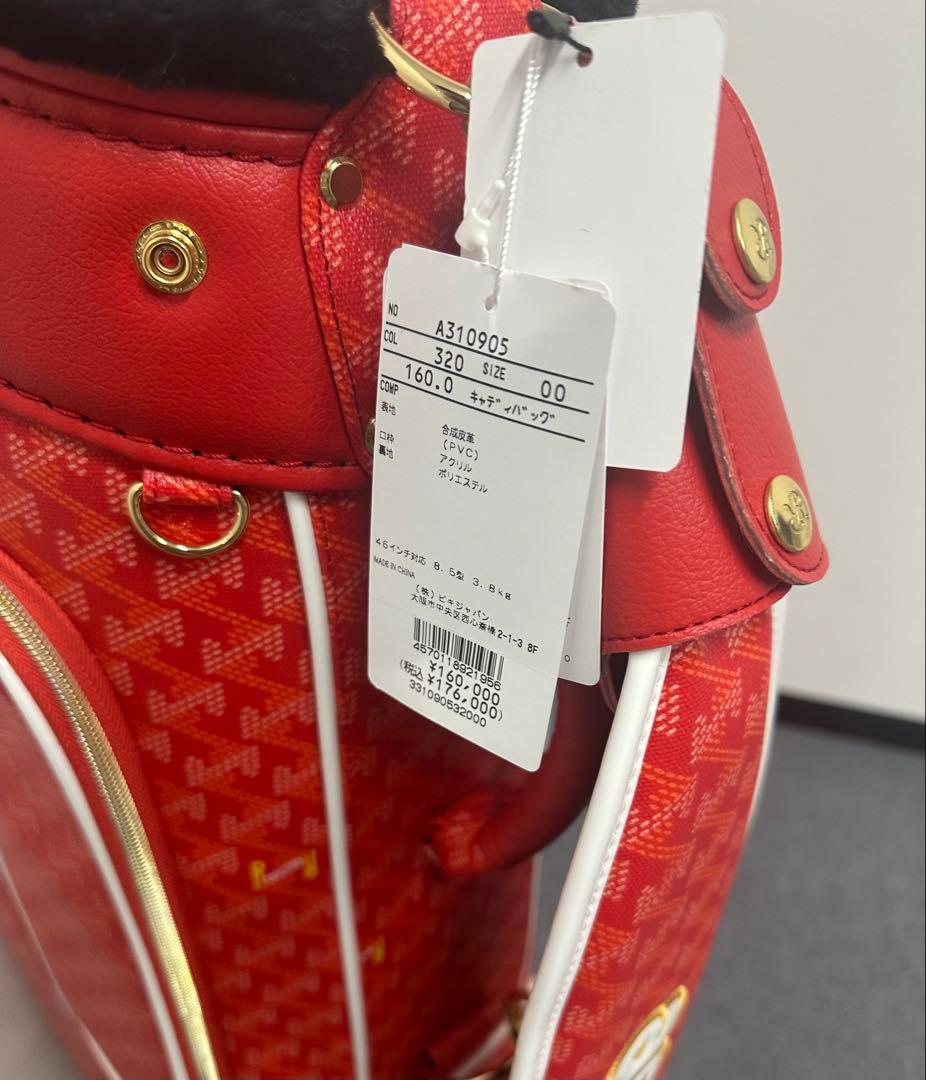 NO A310905
COL 320 SIZE 00
160.0 キャディバッグ
COMP
表地 合成皮革
(PVC)
口枠 アクリル
裏地 ポリエステル
46インチ対応 8.5型 3.8kg
MADE IN CHINA
(株)ビキジャパン
大阪市中央区西心斎橋2-1-3 8F
4570118921956
¥160,000
(税込 ¥176,000)
331090532000